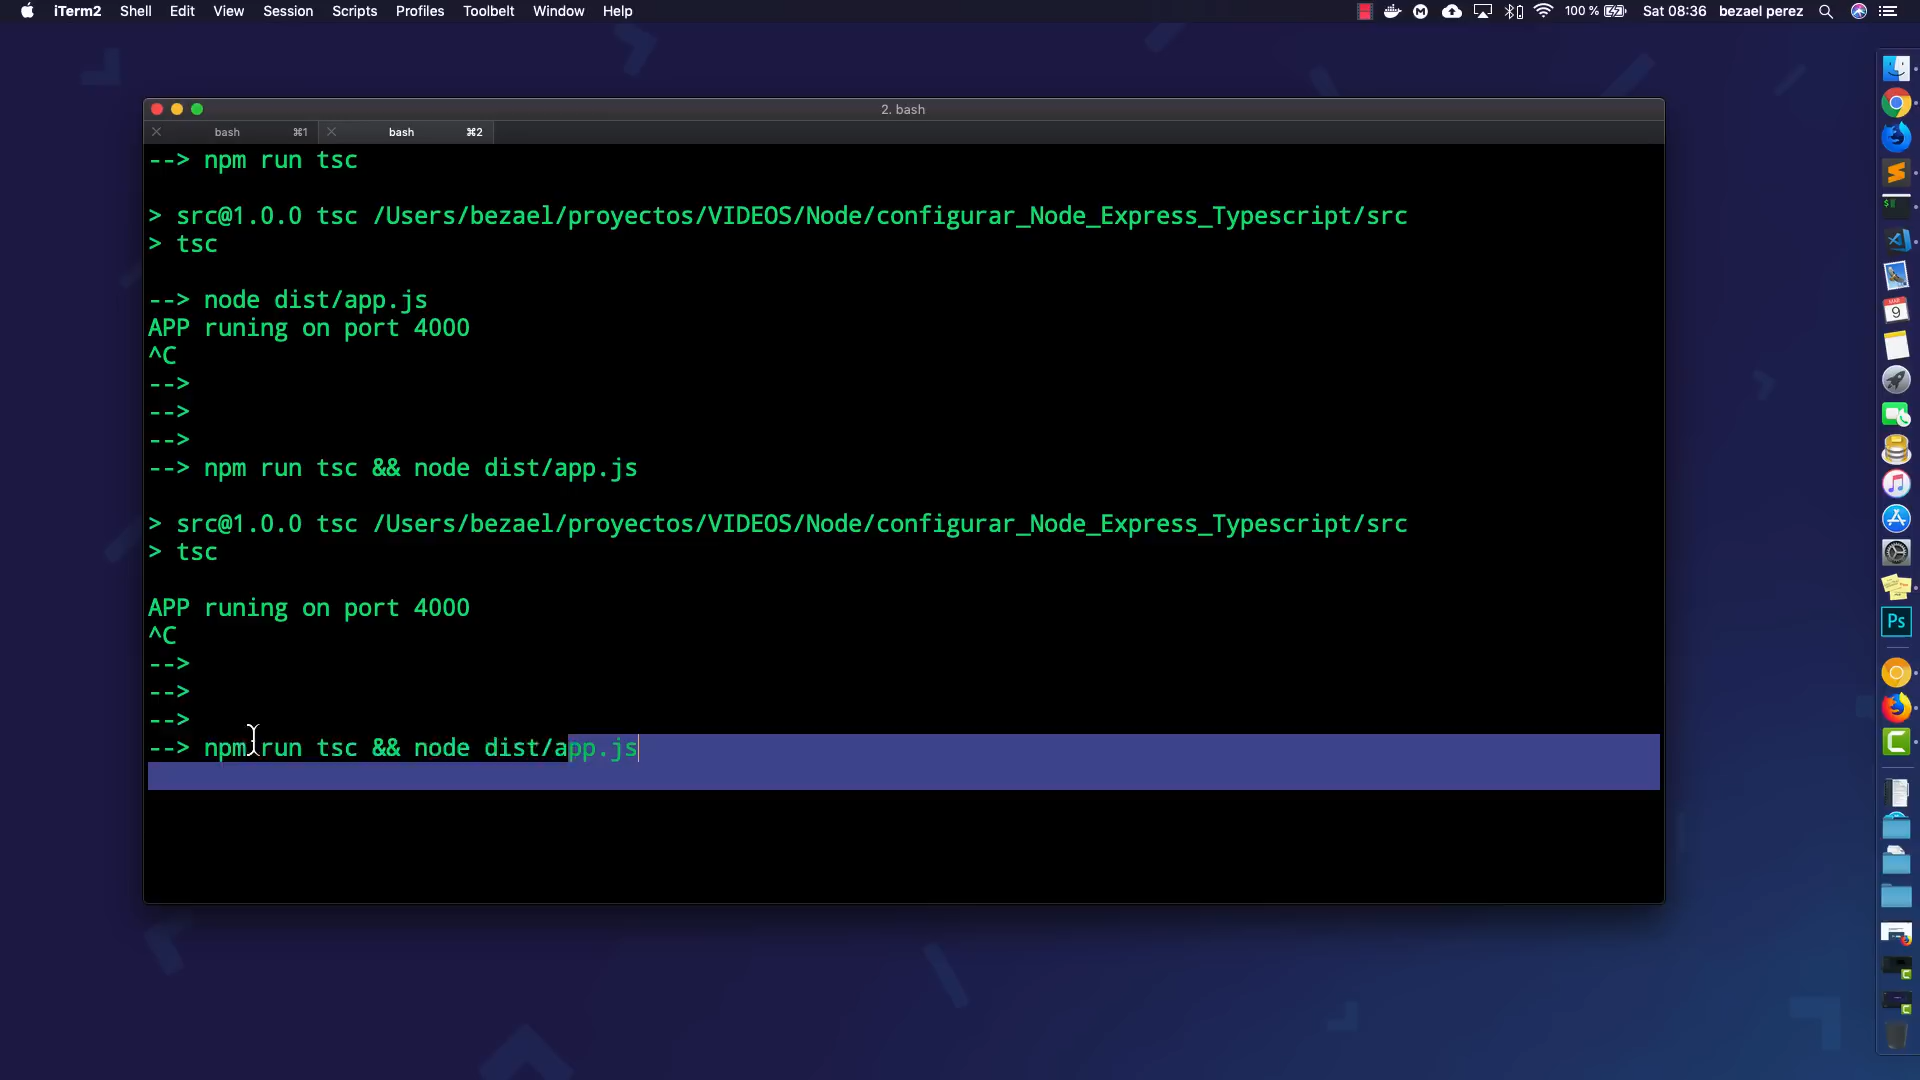 iTerm2 Shell Edit View Session Scripts Profiles Toolbelt Window Help 100 % Sat 08:36 bezael perez
2. bash
bash ⌘1 bash ⌘2
--> npm run tsc
> src@1.0.0 tsc /Users/bezael/proyectos/VIDEOS/Node/configurar_Node_Express_Typescript/src
> tsc
--> node dist/app.js
APP runing on port 4000
^C
-->
-->
-->
--> npm run tsc && node dist/app.js
> src@1.0.0 tsc /Users/bezael/proyectos/VIDEOS/Node/configurar_Node_Express_Typescript/src
> tsc
APP runing on port 4000
^C
-->
-->
-->
--> npm run tsc && node dist/app.js
9
Ps